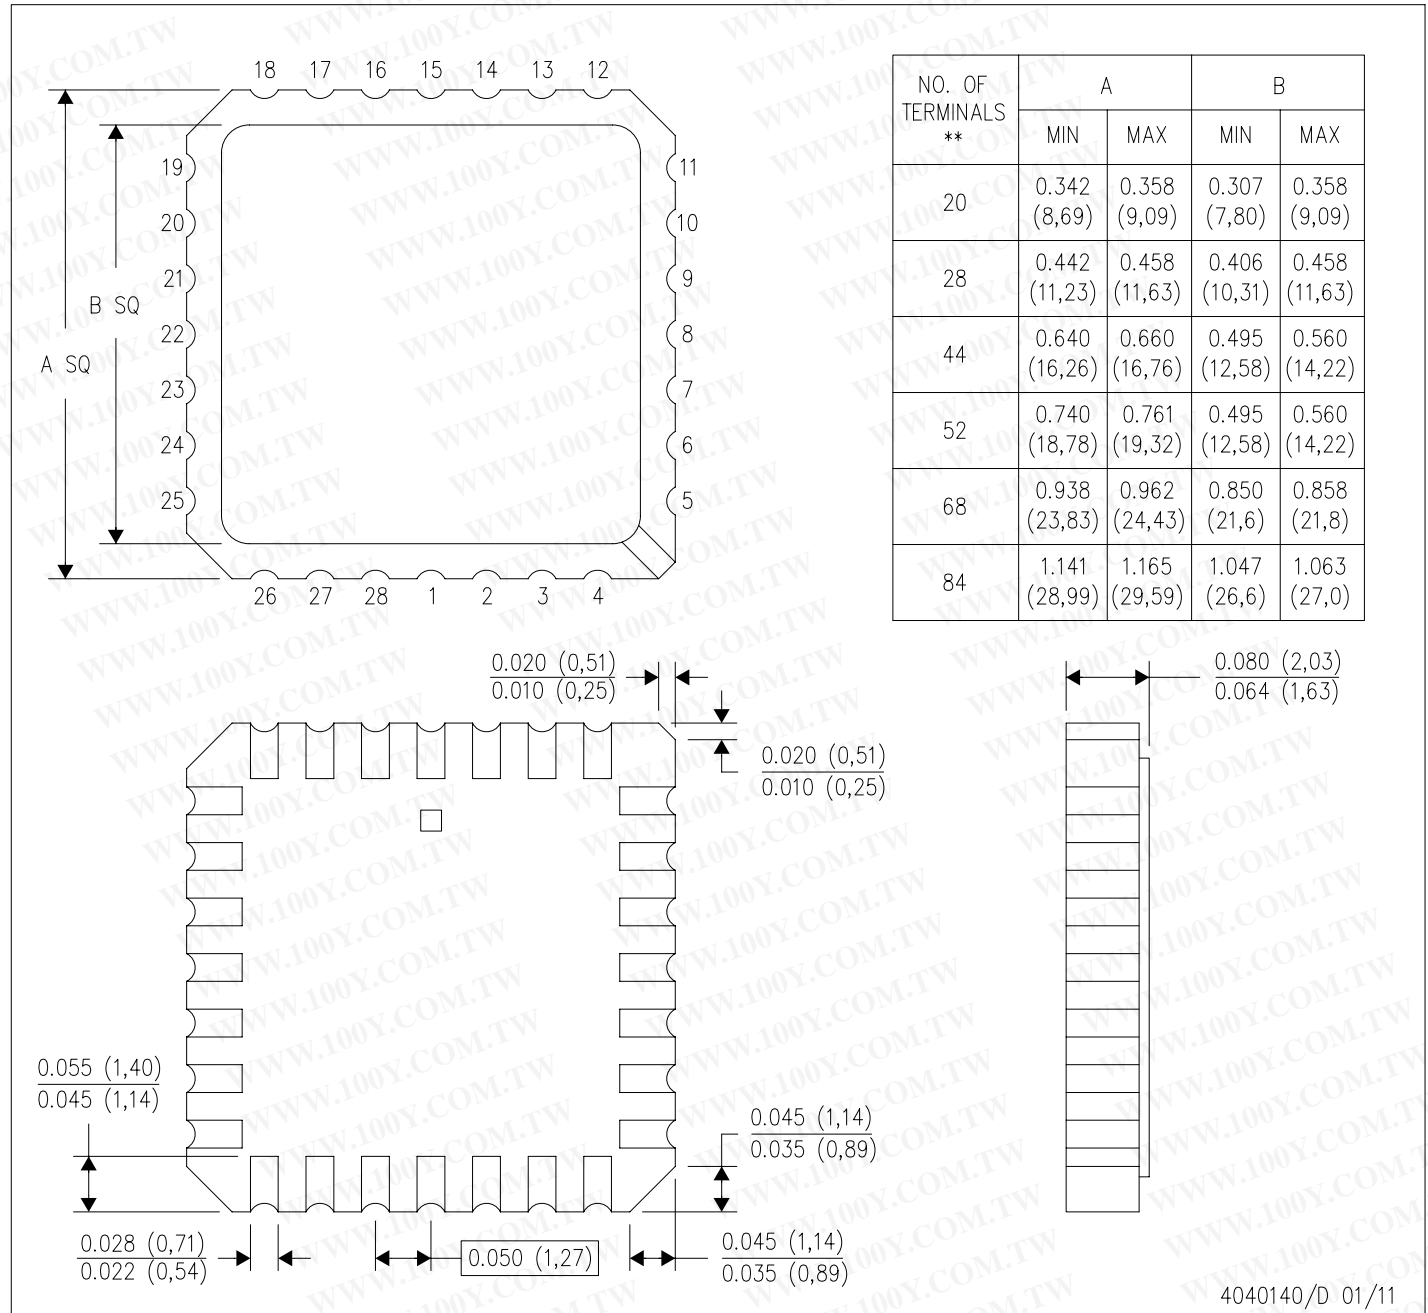 18 17 16 15 14 13 12
19
20
21
22
23
24
25
11
10
9
8
7
6
5
26 27 28 1 2 3 4
A SQ
B SQ
NO. OF TERMINALS ** A B
MIN MAX MIN MAX
20 0.342 (8,69) 0.358 (9,09) 0.307 (7,80) 0.358 (9,09)
28 0.442 (11,23) 0.458 (11,63) 0.406 (10,31) 0.458 (11,63)
44 0.640 (16,26) 0.660 (16,76) 0.495 (12,58) 0.560 (14,22)
52 0.740 (18,78) 0.761 (19,32) 0.495 (12,58) 0.560 (14,22)
68 0.938 (23,83) 0.962 (24,43) 0.850 (21,6) 0.858 (21,8)
84 1.141 (28,99) 1.165 (29,59) 1.047 (26,6) 1.063 (27,0)
0.020 (0,51)
0.010 (0,25)
0.020 (0,51)
0.010 (0,25)
0.080 (2,03)
0.064 (1,63)
0.055 (1,40)
0.045 (1,14)
0.045 (1,14)
0.035 (0,89)
0.028 (0,71)
0.022 (0,54)
0.050 (1,27)
0.045 (1,14)
0.035 (0,89)
4040140/D 01/11
WWW.100Y.COM.TW